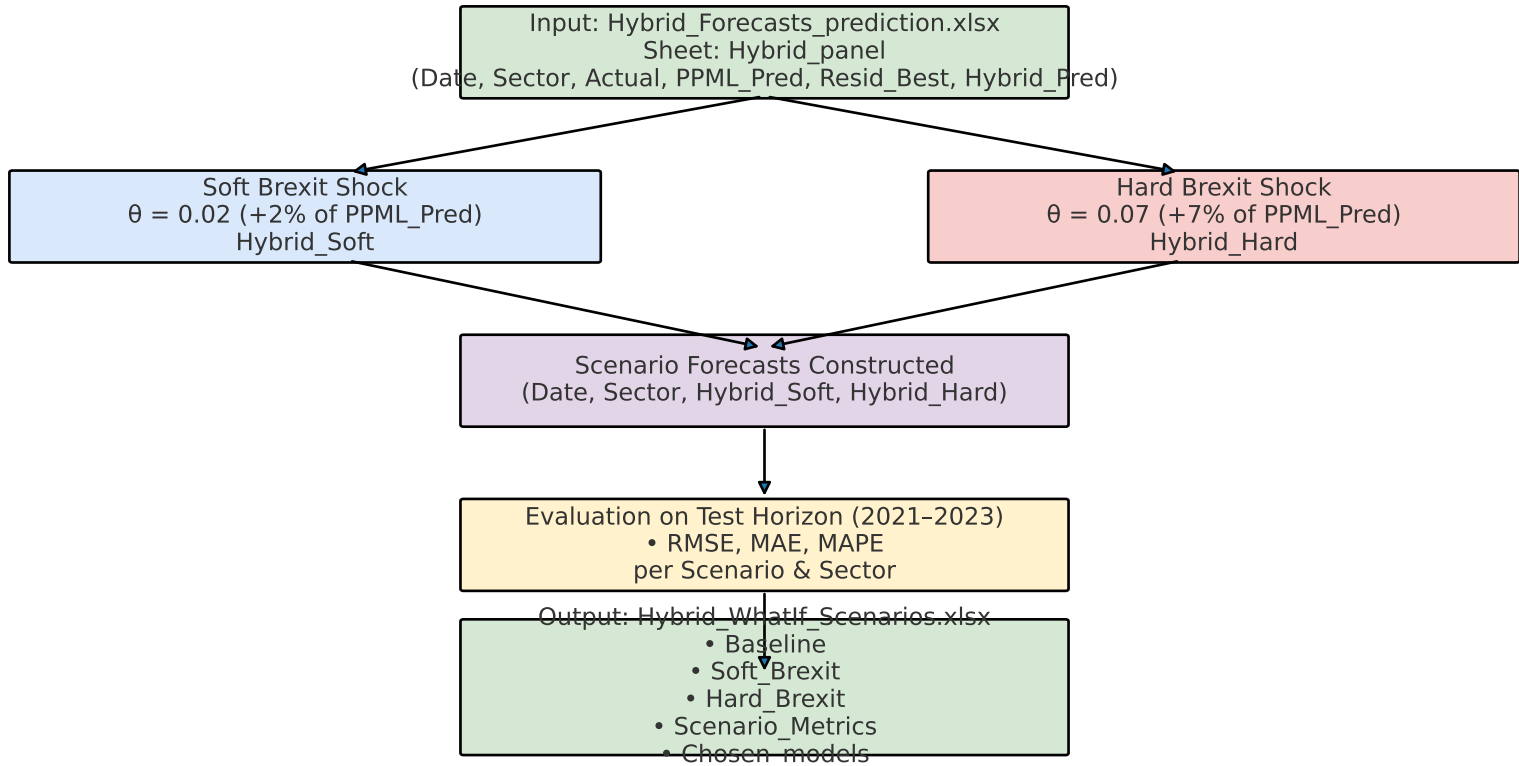 Input: Hybrid_Forecasts_prediction.xlsx
Sheet: Hybrid_panel
(Date, Sector, Actual, PPML_Pred, Resid_Best, Hybrid_Pred)
Soft Brexit Shock
θ = 0.02 (+2% of PPML_Pred)
Hybrid_Soft
Hard Brexit Shock
θ = 0.07 (+7% of PPML_Pred)
Hybrid_Hard
Scenario Forecasts Constructed
(Date, Sector, Hybrid_Soft, Hybrid_Hard)
Evaluation on Test Horizon (2021–2023)
• RMSE, MAE, MAPE
per Scenario & Sector
Output: Hybrid_WhatIf_Scenarios.xlsx
• Baseline
• Soft_Brexit
• Hard_Brexit
• Scenario_Metrics
• Chosen_models